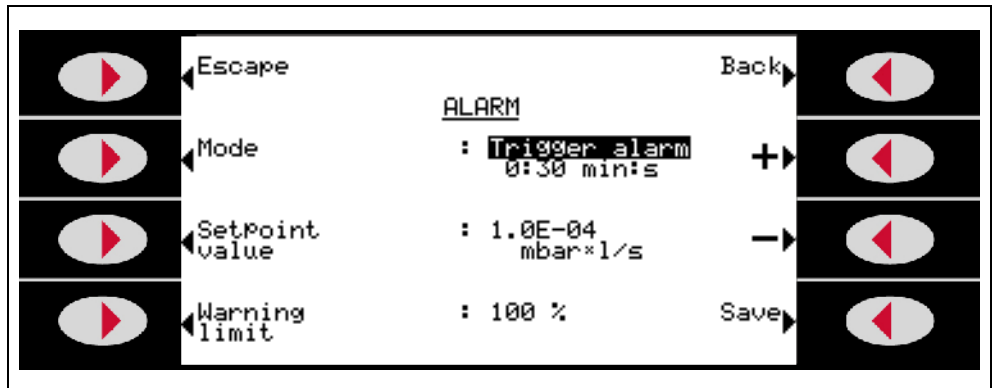 Escape
Back
ALARM
Mode : Trigger alarm +
0:30 min:s
Setpoint : 1.0E-04 −
value mbar*l/s
Warning : 100 % Save
limit